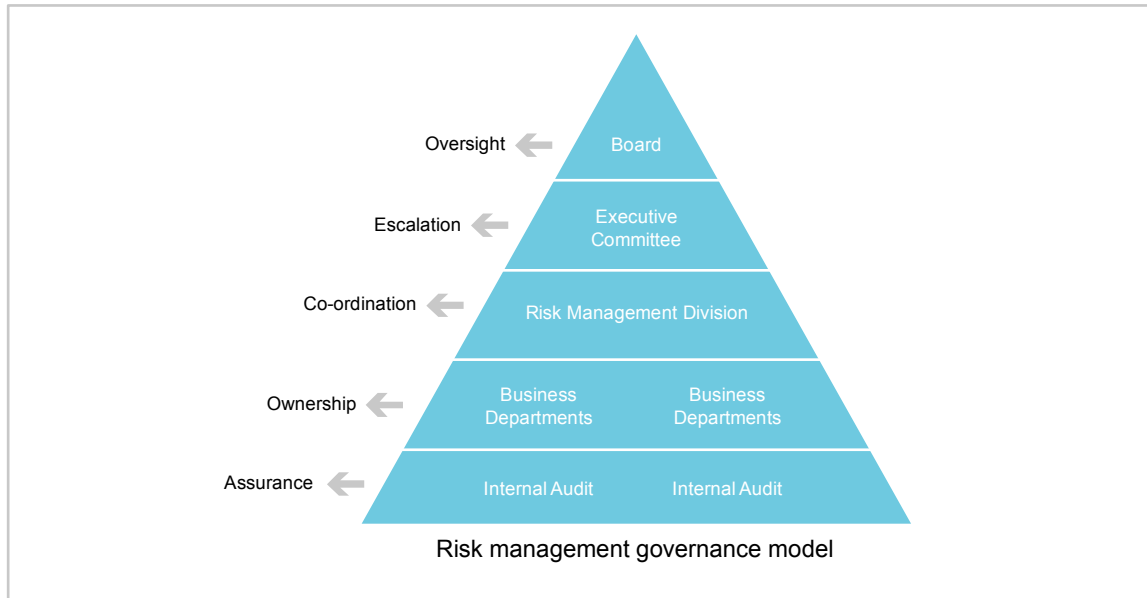 Oversight
Board
Escalation
Executive
Committee
Co-ordination
Risk Management Division
Ownership
Business
Departments
Business
Departments
Assurance
Internal Audit
Internal Audit
Risk management governance model